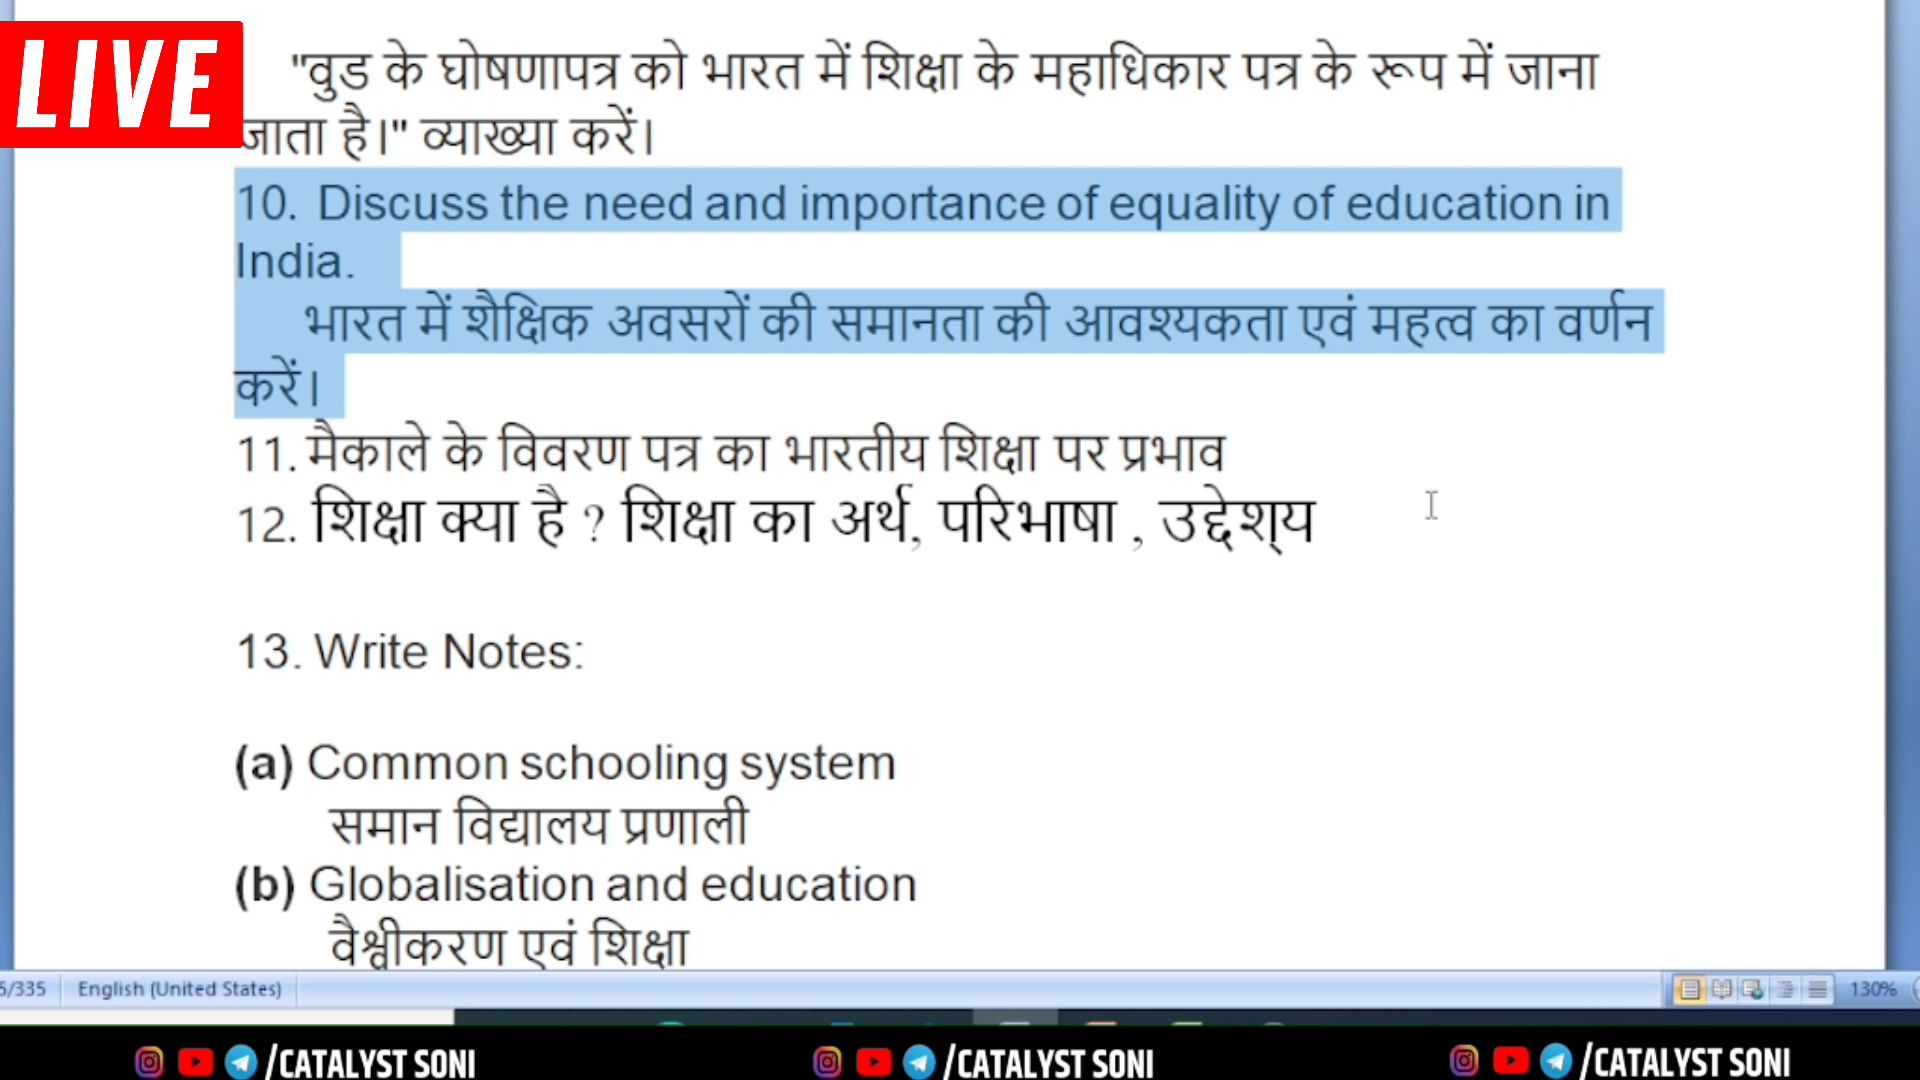 LIVE
"वुड के घोषणापत्र को भारत में शिक्षा के महाधिकार पत्र के रूप में जाना
जाता है।" व्याख्या करें।
10. Discuss the need and importance of equality of education in
India.
भारत में शैक्षिक अवसरों की समानता की आवश्यकता एवं महत्व का वर्णन
करें।
11. मैकाले के विवरण पत्र का भारतीय शिक्षा पर प्रभाव
12. शिक्षा क्या है ? शिक्षा का अर्थ, परिभाषा , उद्देश्य
13. Write Notes:
(a) Common schooling system
समान विद्यालय प्रणाली
(b) Globalisation and education
वैश्वीकरण एवं शिक्षा
5/335 English (United States) 130%
/CATALYST SONI /CATALYST SONI /CATALYST SONI